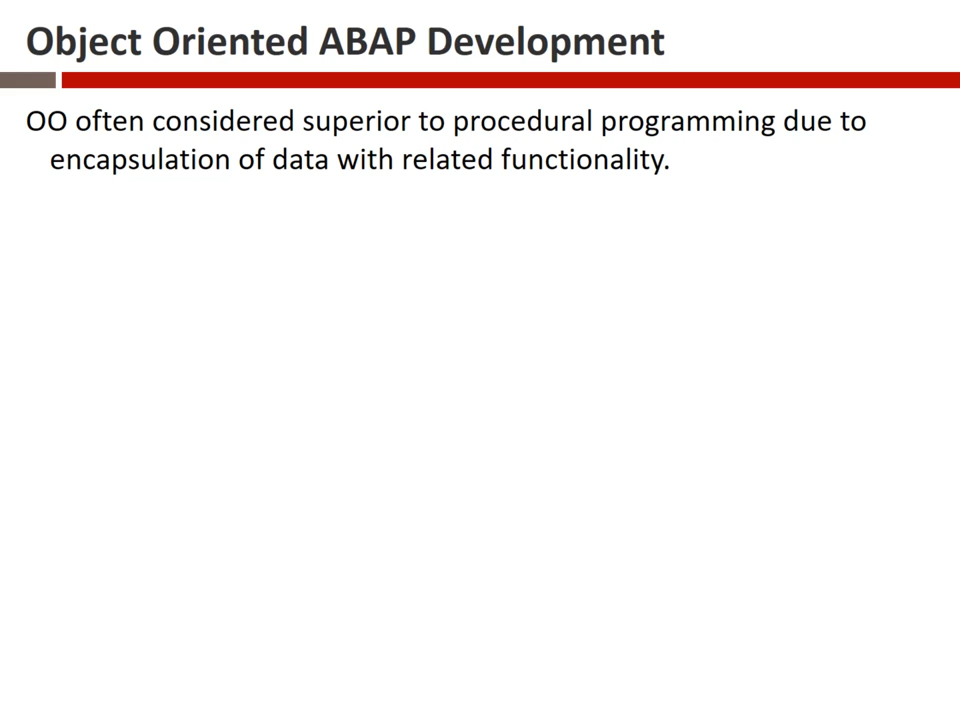 Object Oriented ABAP Development
OO often considered superior to procedural programming due to
encapsulation of data with related functionality.